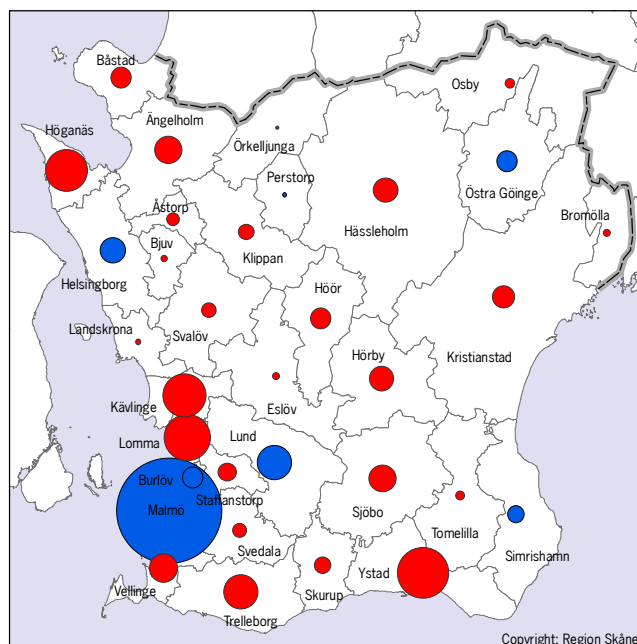 Båstad
Osby
Ängelholm
Höganäs
Örkelljunga
Perstorp
Östra Göinge
Åstorp
Bromölla
Hässleholm
Bjuv
Klippan
Helsingborg
Höör
Landskrona
Svalöv
Hörby
Kristianstad
Kävlinge
Eslöv
Lund
Lomma
Burlöv
Staffanstorp
Malmö
Sjöbo
Tomelilla
Svedala
Simrishamn
Ystad
Vellinge
Skurup
Trelleborg
Copyright: Region Skåne